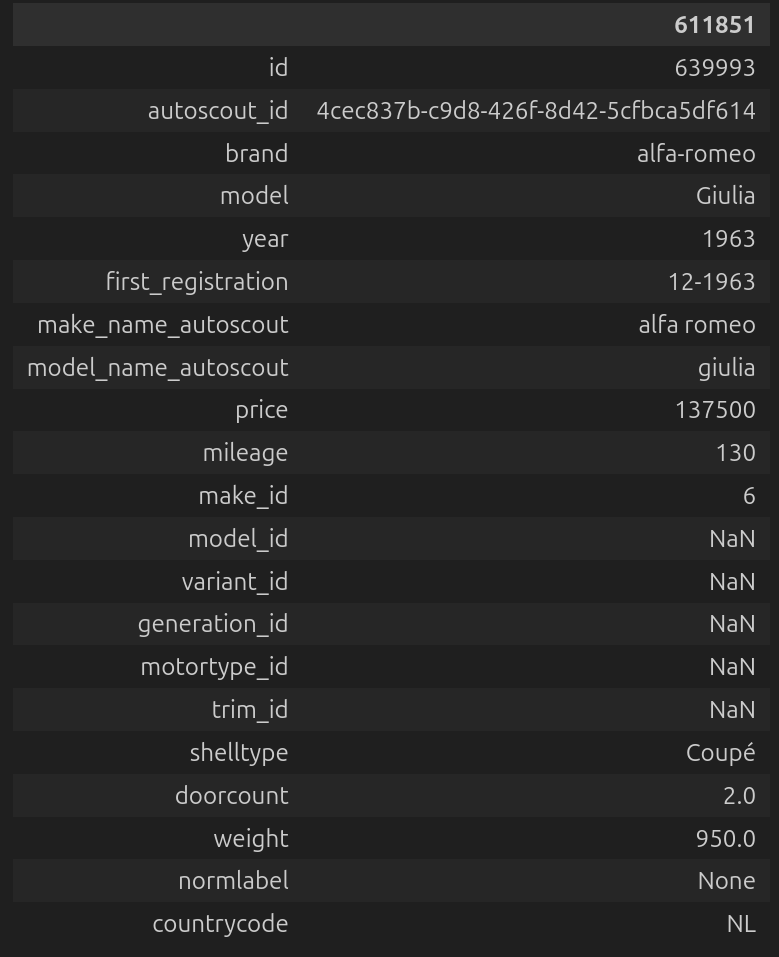 611851
id 639993
autoscout_id 4cec837b-c9d8-426f-8d42-5cfbca5df614
brand alfa-romeo
model Giulia
year 1963
first_registration 12-1963
make_name_autoscout alfa romeo
model_name_autoscout giulia
price 137500
mileage 130
make_id 6
model_id NaN
variant_id NaN
generation_id NaN
motortype_id NaN
trim_id NaN
shelltype Coupé
doorcount 2.0
weight 950.0
normlabel None
countrycode NL